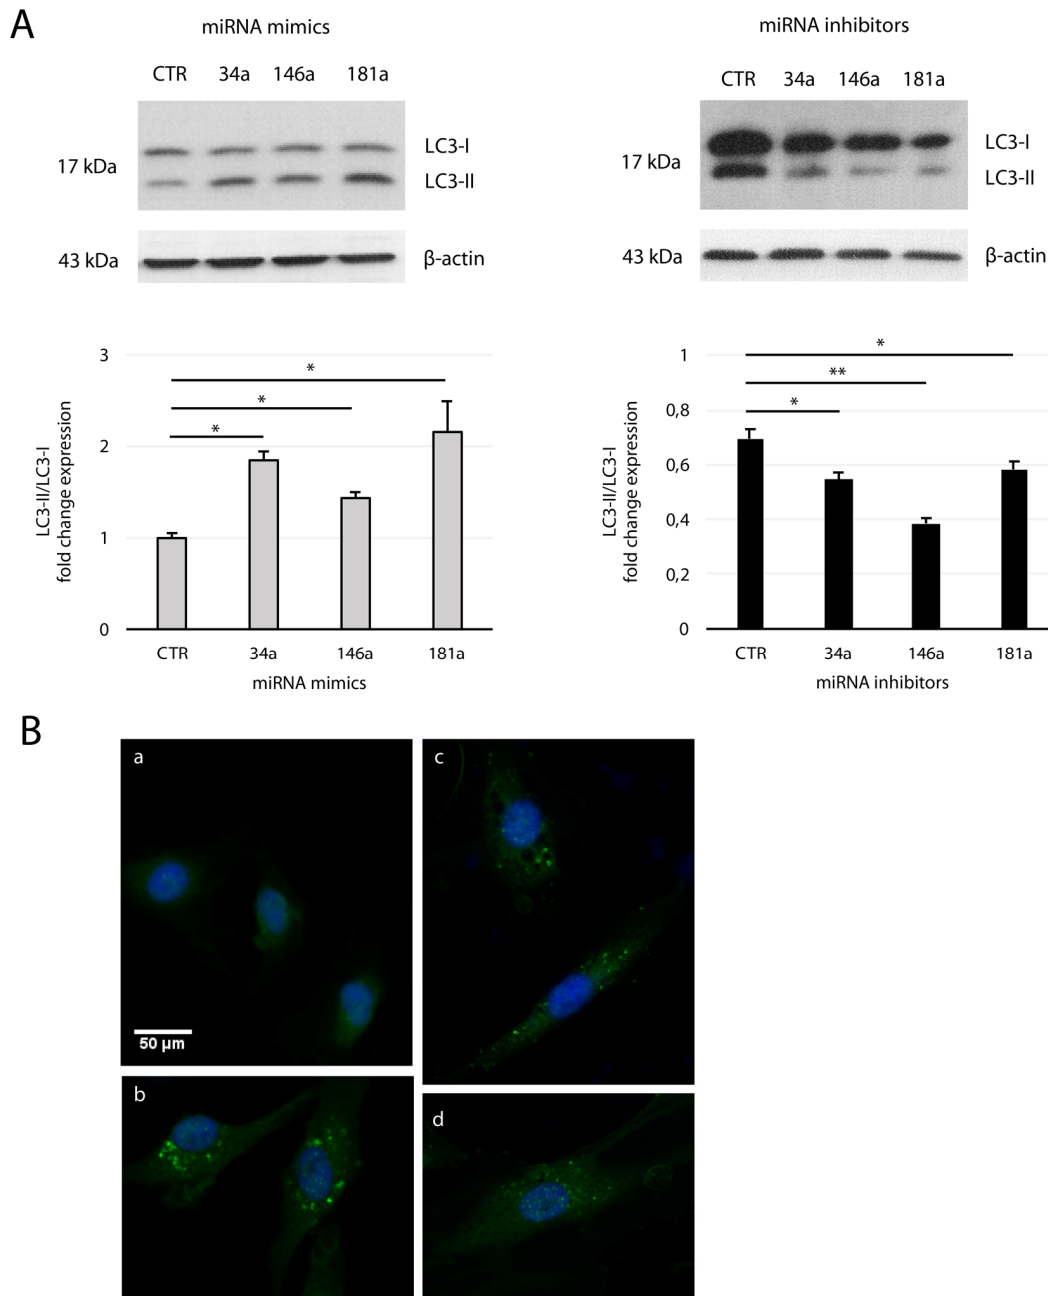 A
miRNA mimics
CTR 34a 146a 181a
17 kDa
LC3-I
LC3-II
43 kDa
β-actin
miRNA inhibitors
CTR 34a 146a 181a
17 kDa
LC3-I
LC3-II
43 kDa
β-actin
LC3-II/LC3-I
fold change expression
3
2
1
0
*
*
*
CTR 34a 146a 181a
miRNA mimics
LC3-II/LC3-I
fold change expression
1
0,8
0,6
0,4
0,2
0
*
**
*
CTR 34a 146a 181a
miRNA inhibitors
B
a
50 µm
b
c
d